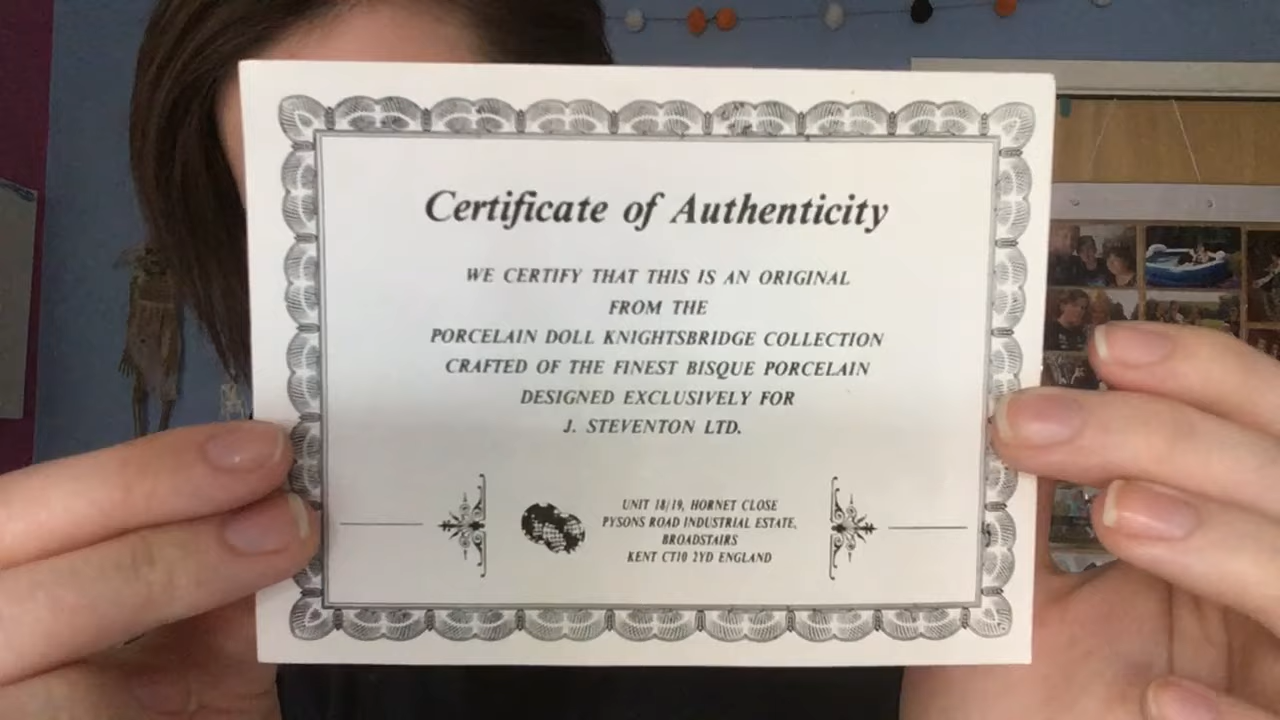 Certificate of Authenticity
WE CERTIFY THAT THIS IS AN ORIGINAL
FROM THE
PORCELAIN DOLL KNIGHTSBRIDGE COLLECTION
CRAFTED OF THE FINEST BISQUE PORCELAIN
DESIGNED EXCLUSIVELY FOR
J. STEVENTON LTD.
UNIT 18/19, HORNET CLOSE
PYSONS ROAD INDUSTRIAL ESTATE,
BROADSTAIRS
KENT CT10 2YD ENGLAND